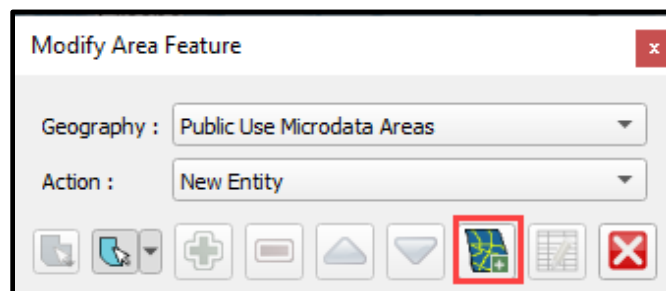 Modify Area Feature
x
Geography : Public Use Microdata Areas
Action : New Entity